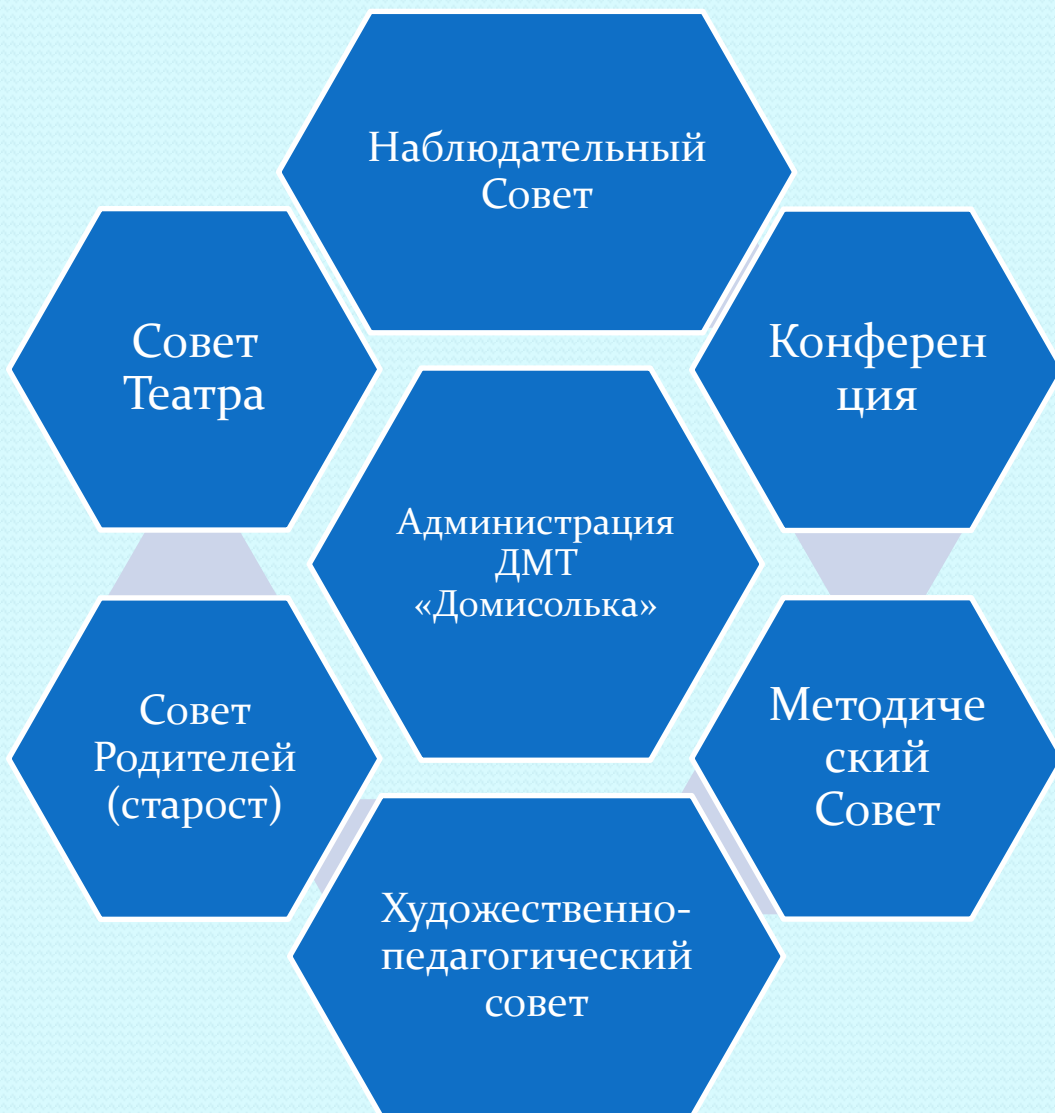 Наблюдательный
Совет
Совет
Театра
Конферен
ция
Администрация
ДМТ
«Домисолька»
Совет
Родителей
(старост)
Методиче
ский
Совет
Художественно-
педагогический
совет